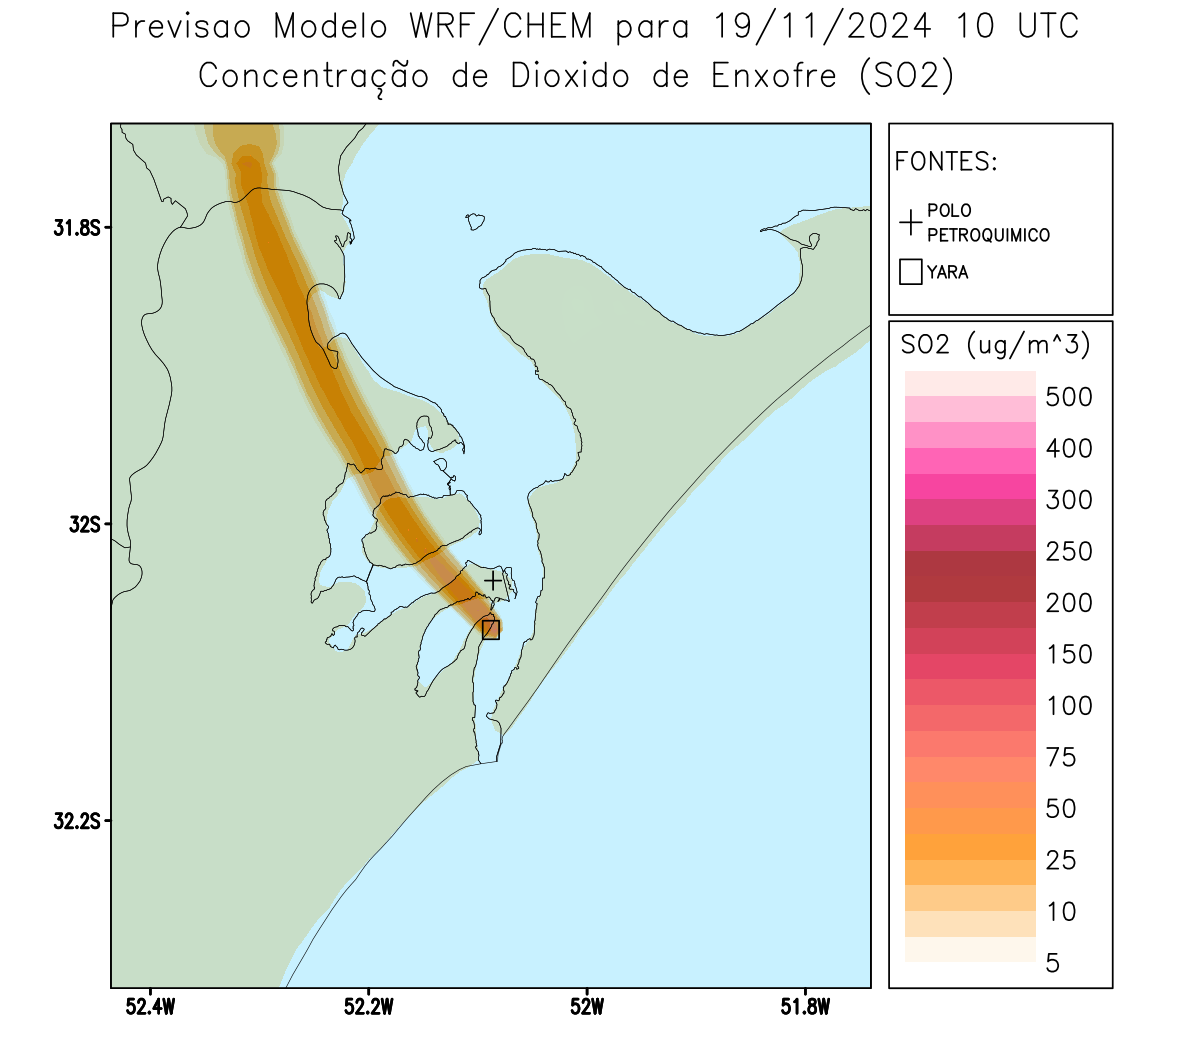 Previsao Modelo WRF/CHEM para 19/11/2024 10 UTC
Concentração de Dioxido de Enxofre (SO2)
FONTES:
POLO
PETROQUIMICO
YARA
31.8S
32S
32.2S
52.4W
52.2W
52W
51.8W
SO2 (ug/m^3)
500
400
300
250
200
150
100
75
50
25
10
5